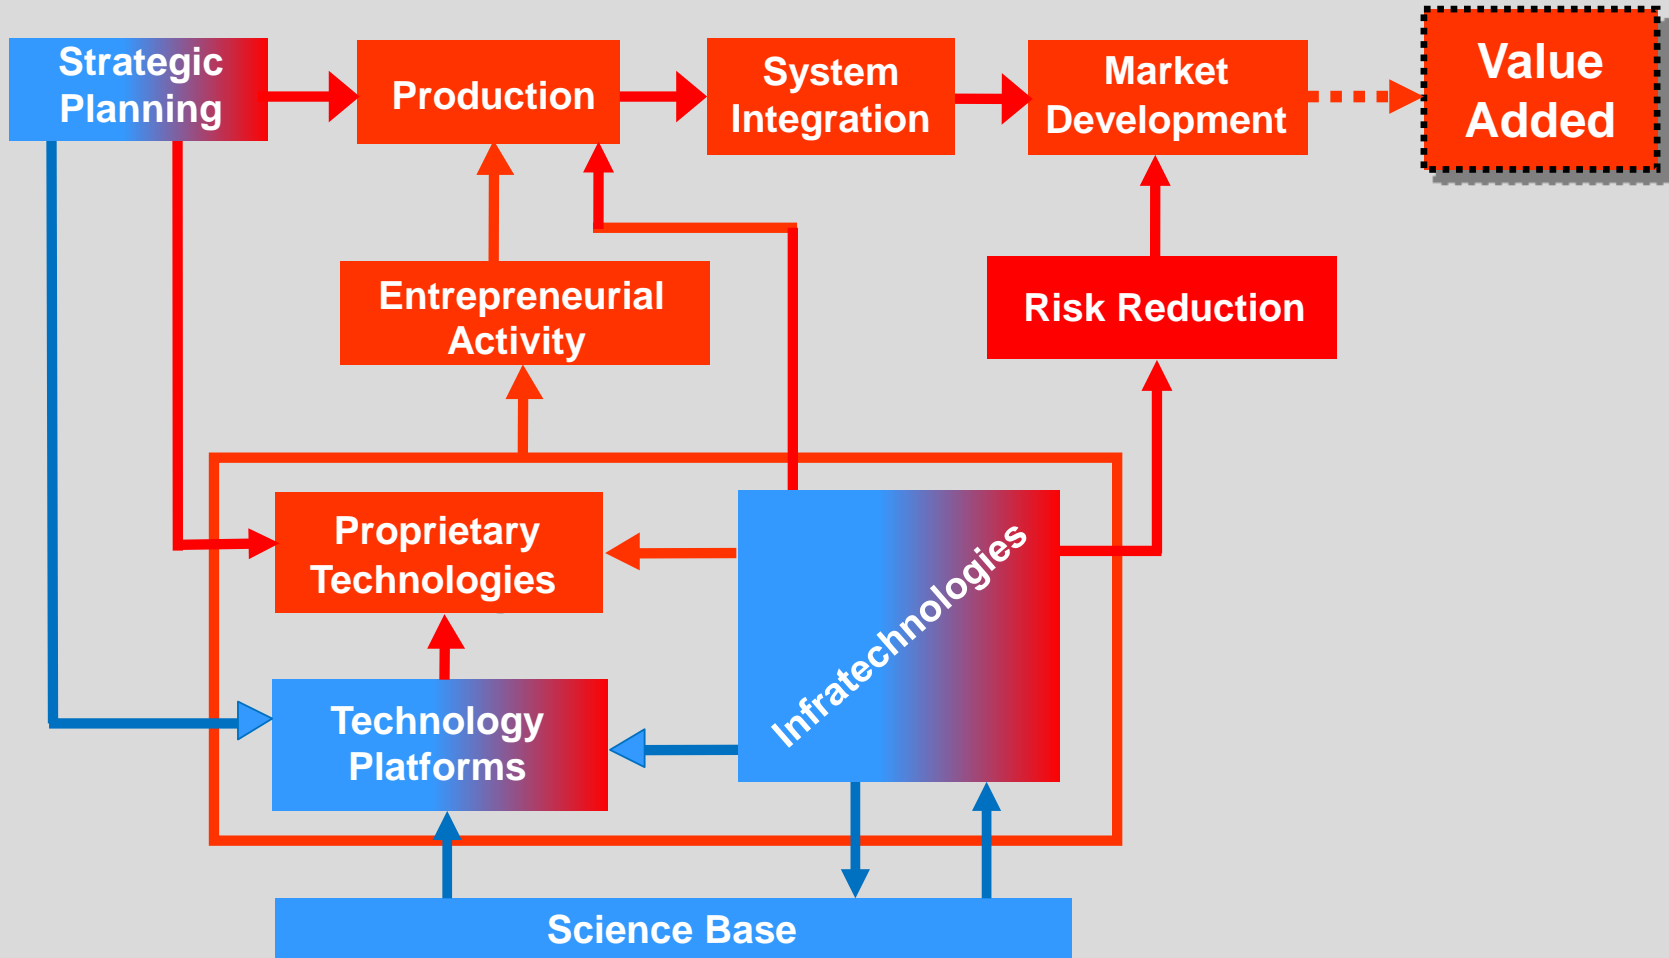 Strategic
Planning
Production
System
Integration
Market
Development
Value
Added
Entrepreneurial
Activity
Risk Reduction
Proprietary
Technologies
Infratechnologies
Technology
Platforms
Science Base